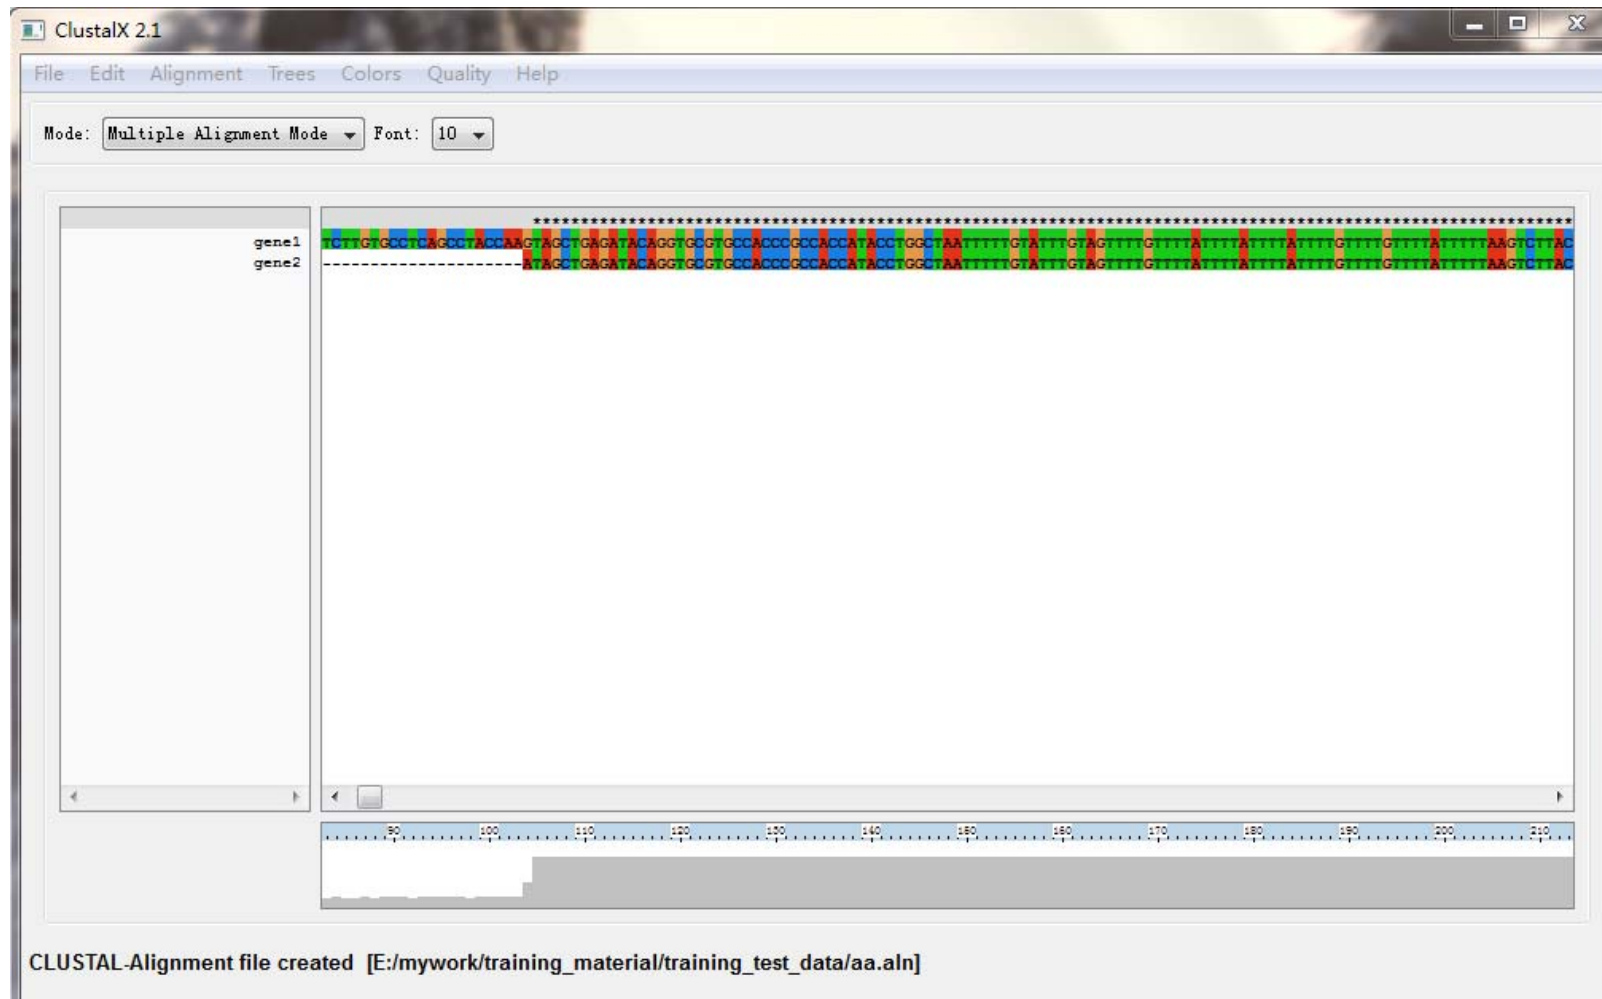 ClustalX 2.1
File Edit Alignment Trees Colors Quality Help
Mode: Multiple Alignment Mode Font: 10
gene1 TCTTGTGCCTCAGCCTACCAAGTAGCTGAGATACAGGTGCGTGCCACCCGCCACCATACCTGGCTAATTTTTGTATTTGTAGTTTTGTTTTATTTTATTTTATTTTGTTTTGTTTTATTTTTAAGTCTTAC
gene2 ---------------------ATAGCTGAGATACAGGTGCGTGCCACCCGCCACCATACCTGGCTAATTTTTGTATTTGTAGTTTTGTTTTATTTTATTTTATTTTGTTTTGTTTTATTTTTAAGTCTTAC
90 100 110 120 130 140 150 160 170 180 190 200 210
CLUSTAL-Alignment file created [E:/mywork/training_material/training_test_data/aa.aln]